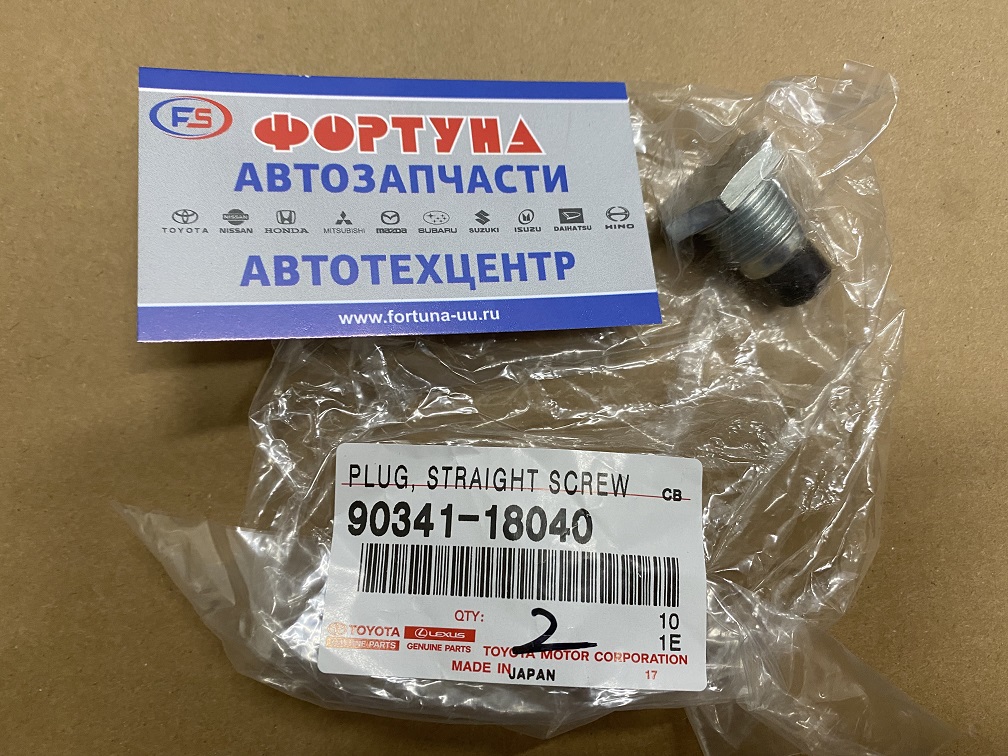 FS ФОРТУНА
АВТОЗАПЧАСТИ
TOYOTA NISSAN HONDA MITSUBISHI mazda SUBARU SUZUKI ISUZU DAIHATSU HINO
АВТОТЕХЦЕНТР
www.fortuna-uu.ru
PLUG, STRAIGHT SCREW CB
90341-18040
QTY: 2 10
1E
TOYOTA LEXUS
GENUINE PARTS GENUINE PARTS
TOYOTA MOTOR CORPORATION
MADE IN JAPAN 17